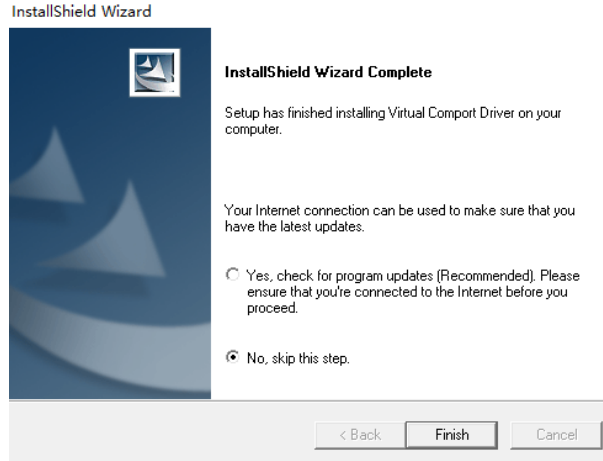 InstallShield Wizard
InstallShield Wizard Complete
Setup has finished installing Virtual Comport Driver on your
computer.
Your Internet connection can be used to make sure that you
have the latest updates.
Yes, check for program updates (Recommended). Please
ensure that you're connected to the Internet before you
proceed.
No, skip this step.
< Back
Finish
Cancel